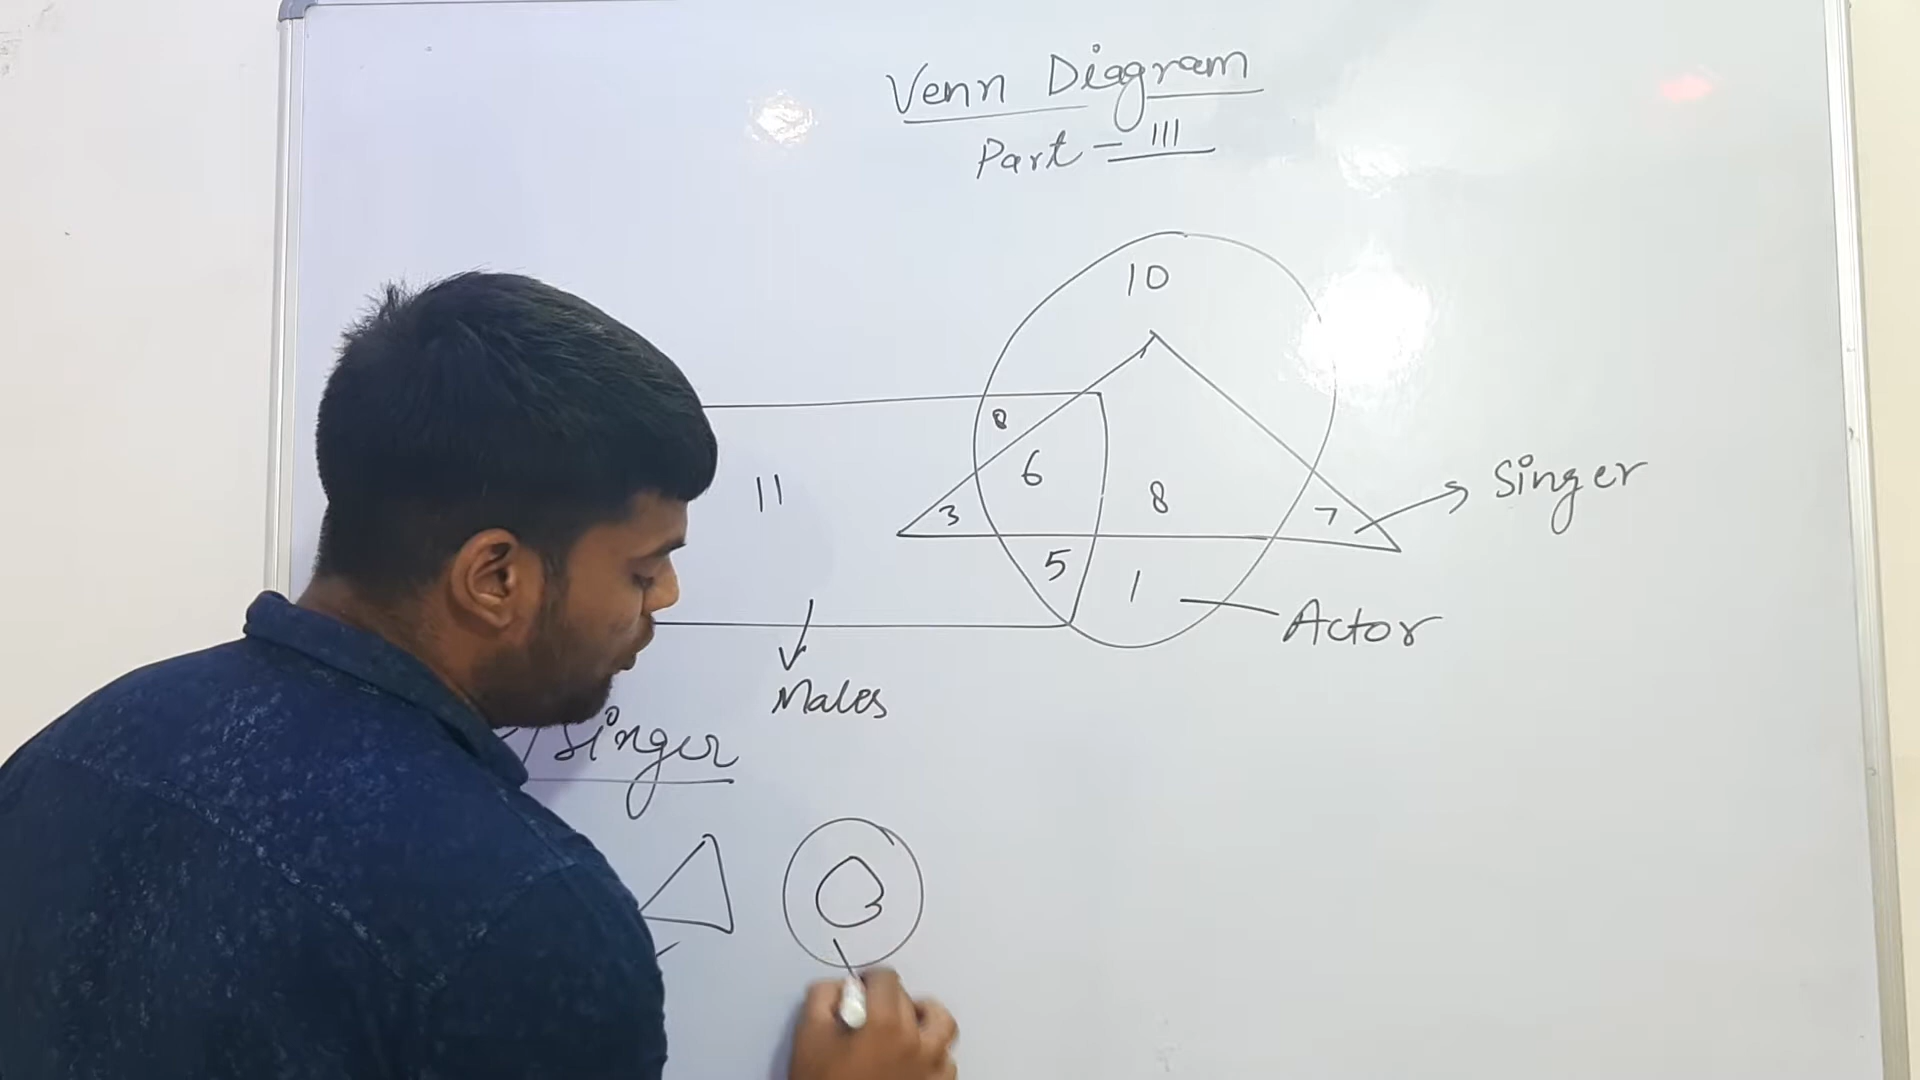 Venn Diagram
Part - III
10
8
6
11
3
8
7
Singer
5
1
Actor
Males
Singer